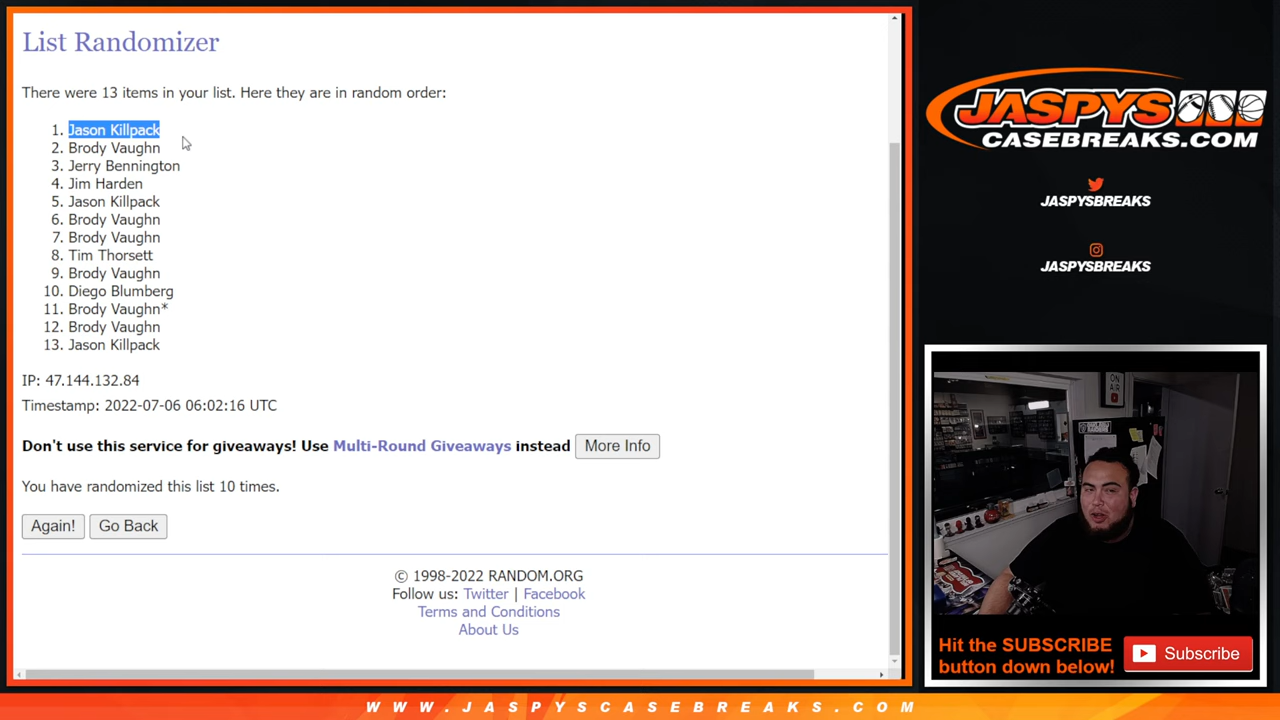 List Randomizer
There were 13 items in your list. Here they are in random order:
1. Jason Killpack
2. Brody Vaughn
3. Jerry Bennington
4. Jim Harden
5. Jason Killpack
6. Brody Vaughn
7. Brody Vaughn
8. Tim Thorsett
9. Brody Vaughn
10. Diego Blumberg
11. Brody Vaughn*
12. Brody Vaughn
13. Jason Killpack
IP: 47.144.132.84
Timestamp: 2022-07-06 06:02:16 UTC
Don't use this service for giveaways! Use Multi-Round Giveaways instead More Info
You have randomized this list 10 times.
Again! Go Back
© 1998-2022 RANDOM.ORG
Follow us: Twitter | Facebook
Terms and Conditions
About Us
JASPYS
CASEBREAKS.COM
JASPYSBREAKS
JASPYSBREAKS
ON AIR
Hit the SUBSCRIBE
button down below!
Subscribe
WWW.JASPYSCASEBREAKS.COM